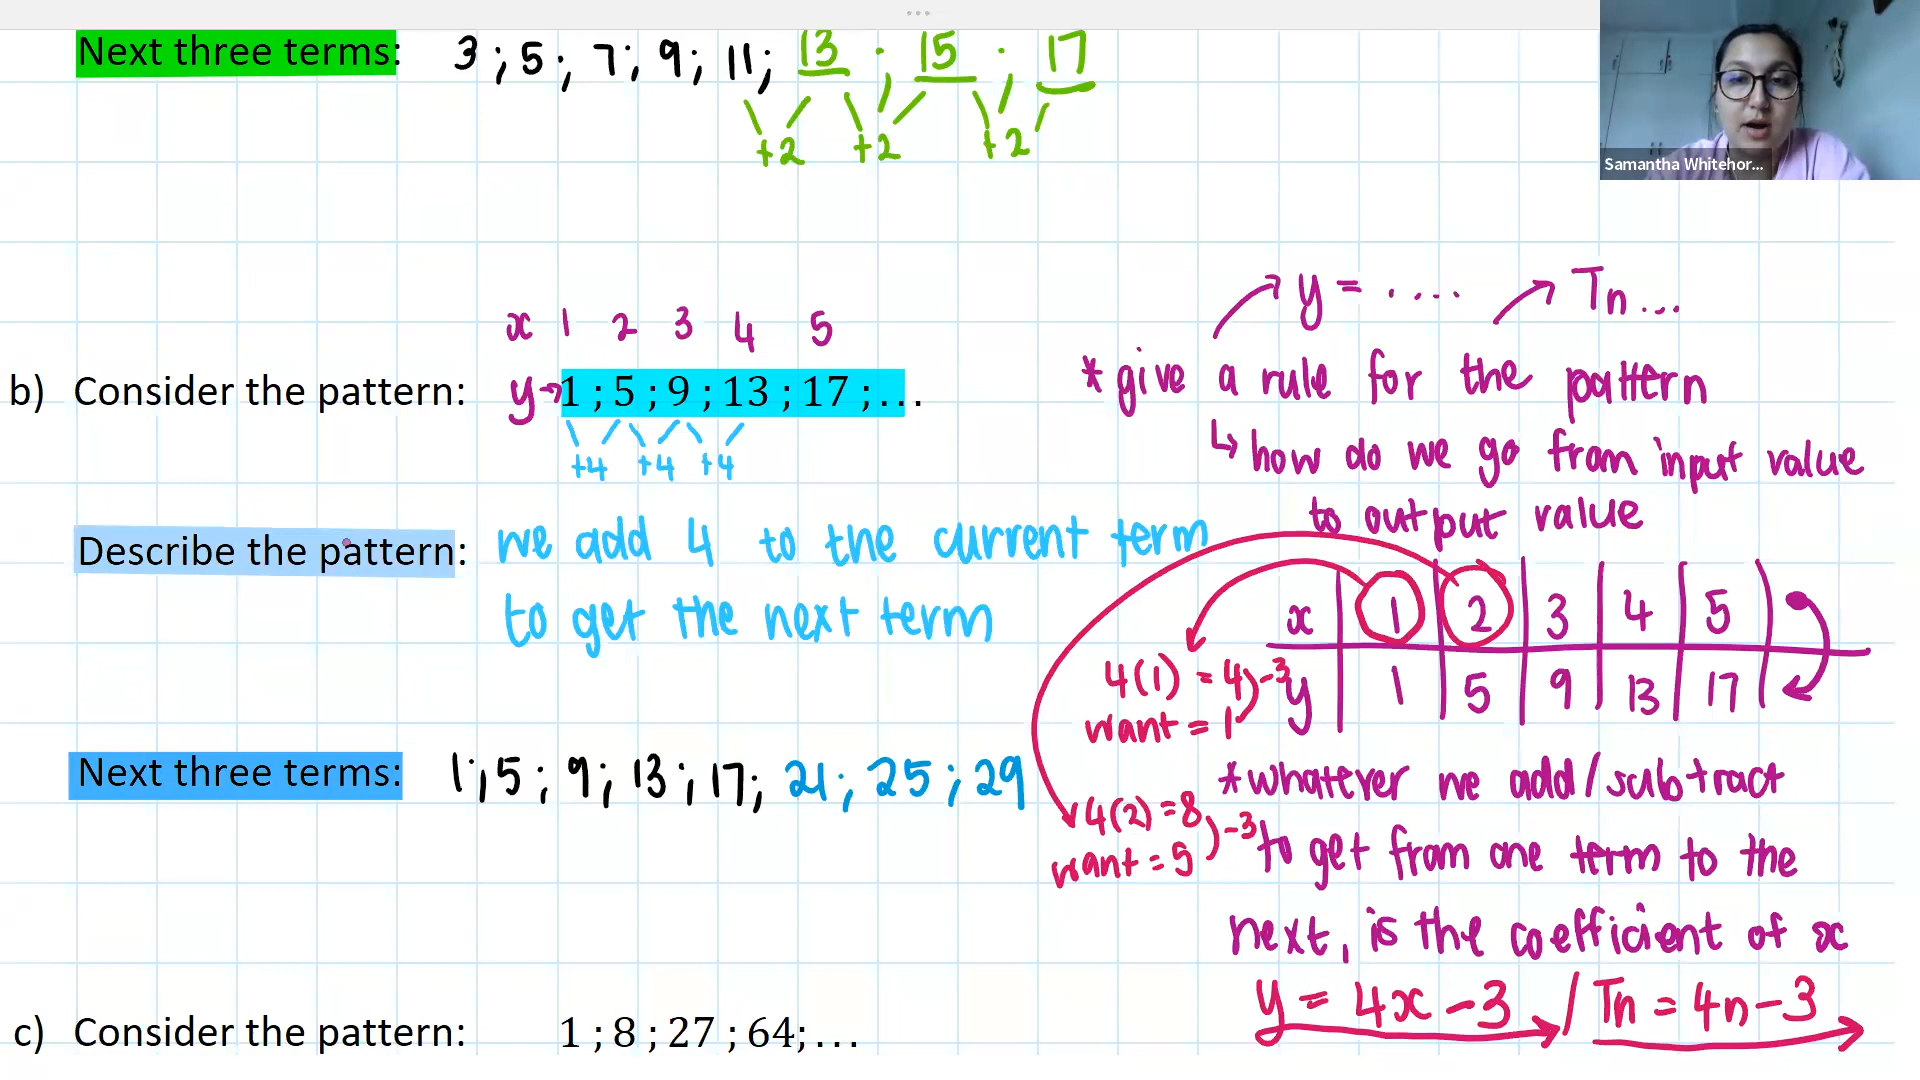 Next three terms: 3 ; 5 ; 7 ; 9 ; 11 ; 13 ; 15 ; 17
+2 +2 +2
Samantha Whitehor...
y = ....
Tn ...
x 1 2 3 4 5
b) Consider the pattern: y → 1 ; 5 ; 9 ; 13 ; 17 ; ...
+4 +4 +4
* give a rule for the pattern
↳ how do we go from input value
to output value
Describe the pattern: we add 4 to the current term
to get the next term
x 1 2 3 4 5
y 1 5 9 13 17
4(1) = 4
want = 1
-3
Next three terms: 1 ; 5 ; 9 ; 13 ; 17 ; 21 ; 25 ; 29
4(2) = 8
want = 5
-3
* whatever we add/subtract
to get from one term to the
next, is the coefficient of x
y = 4x - 3 / Tn = 4n - 3
c) Consider the pattern: 1 ; 8 ; 27 ; 64; ...